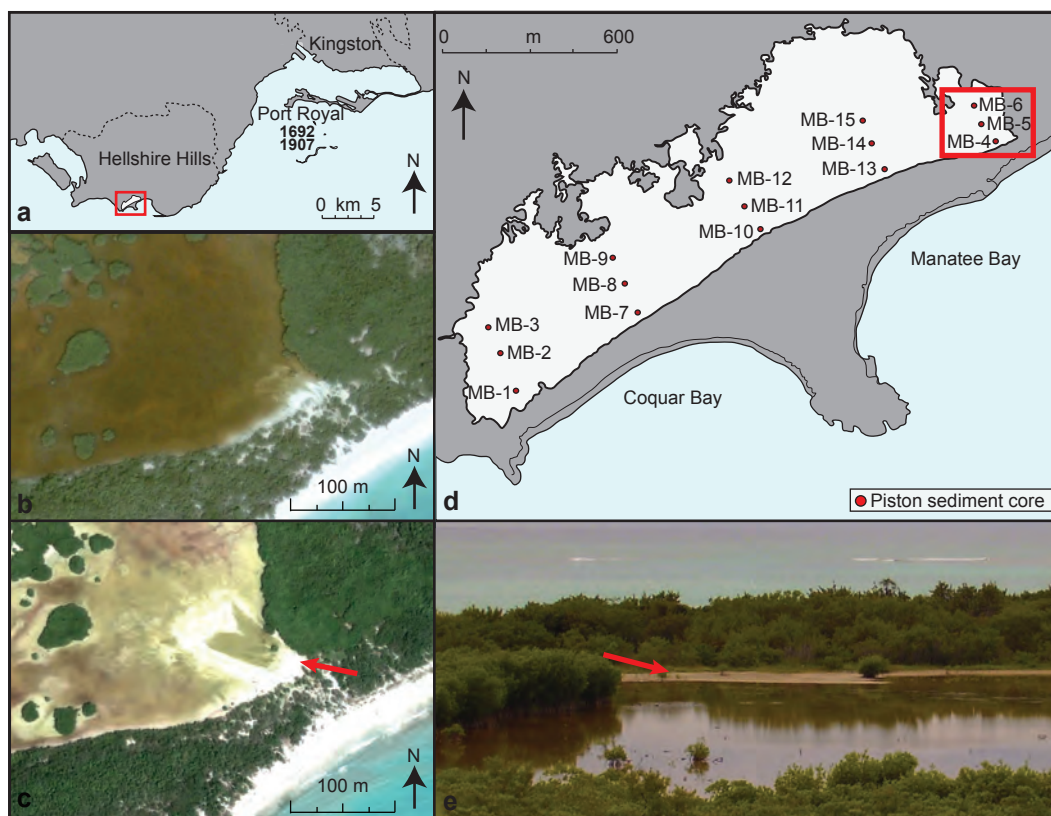 Kingston
Port Royal
1692
1907
Hellshire Hills
N
0 km 5
a
N
100 m
b
N
100 m
c
0 m 600
N
MB-6
MB-5
MB-4
MB-15
MB-14
MB-13
MB-12
MB-11
MB-10
MB-9
MB-8
MB-7
MB-3
MB-2
MB-1
Manatee Bay
Coquar Bay
d
Piston sediment core
e